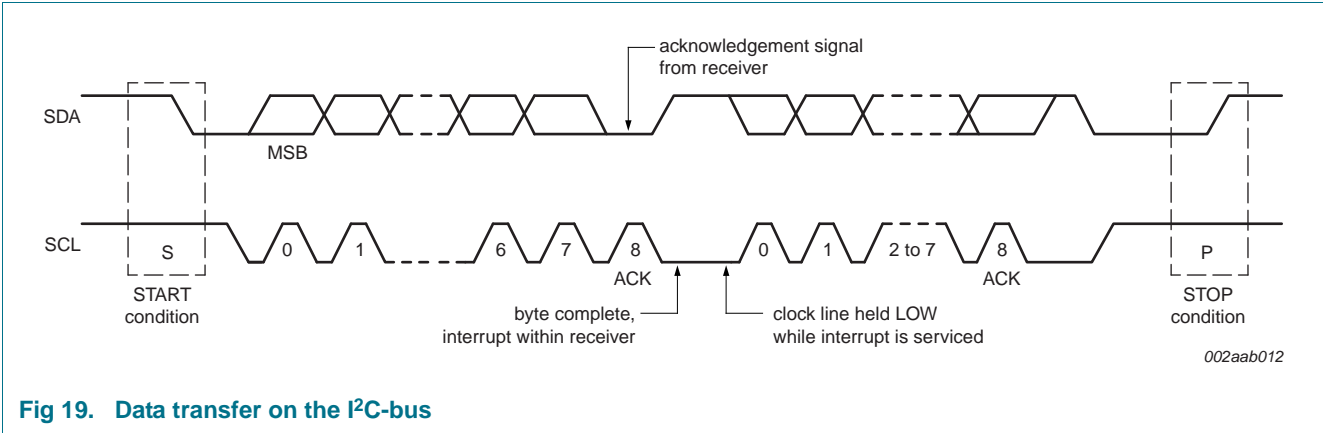 acknowledgement signal
from receiver
SDA
MSB
SCL
S
0
1
6
7
8
0
1
2 to 7
8
P
ACK
ACK
START
condition
byte complete,
interrupt within receiver
clock line held LOW
while interrupt is serviced
STOP
condition
002aab012
Fig 19. Data transfer on the I²C-bus